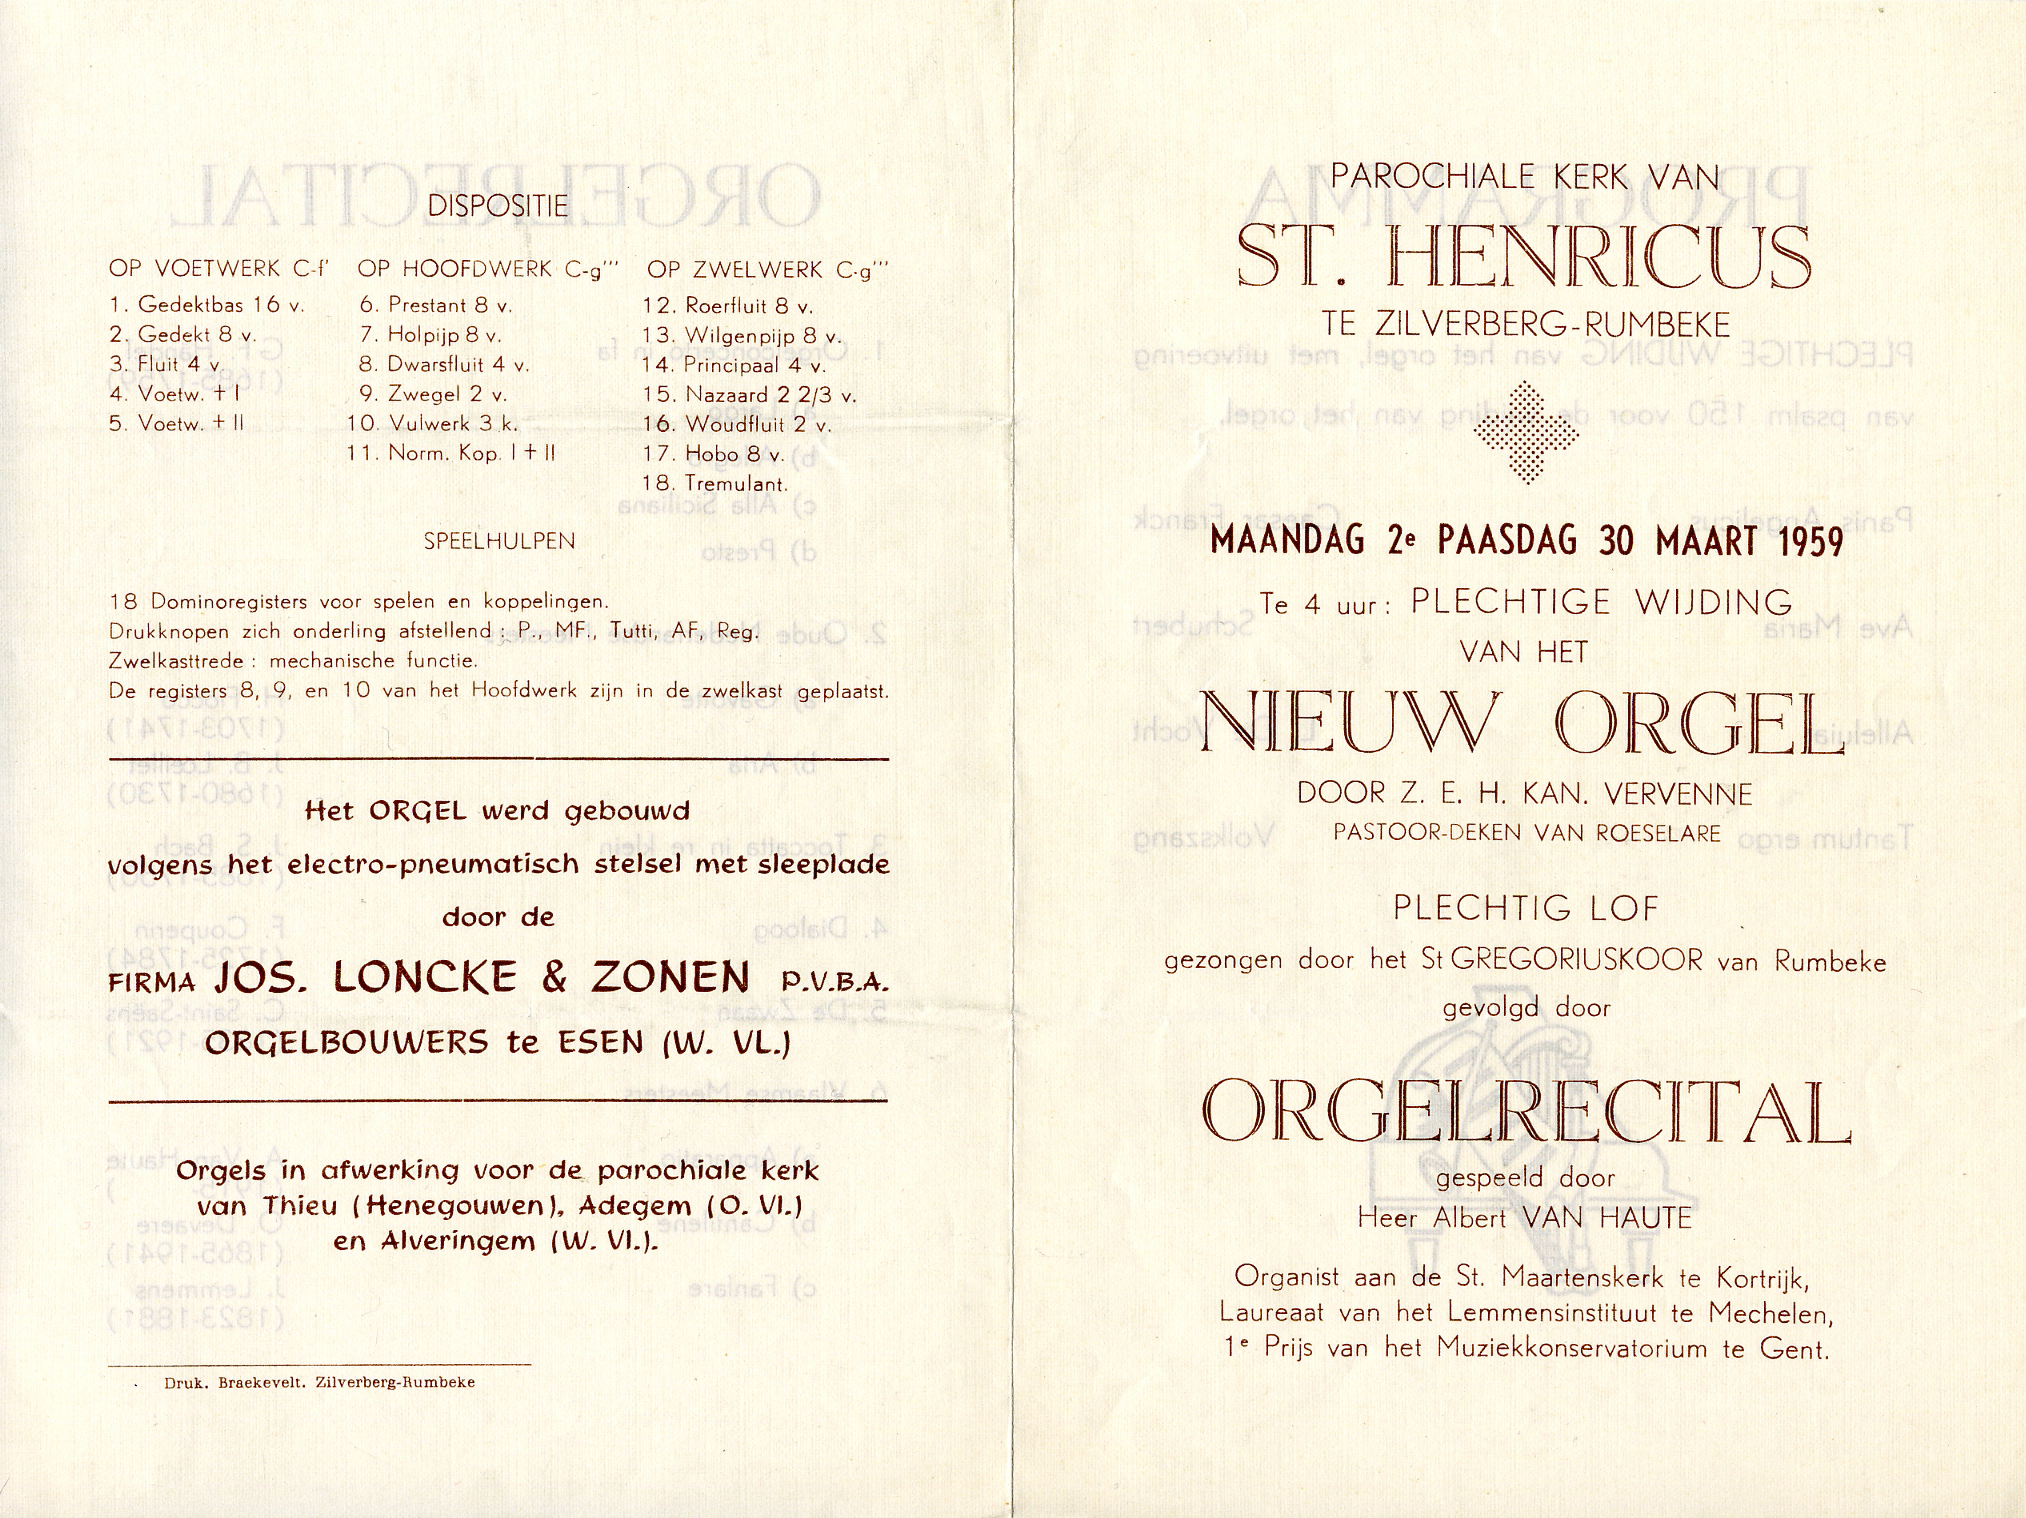 DISPOSITIE
OP VOETWERK C-f'
1. Gedektbas 16 v.
2. Gedekt 8 v.
3. Fluit 4 v.
4. Voetw. + I
5. Voetw. + II
OP HOOFDWERK C-g'''
6. Prestant 8 v.
7. Holpijp 8 v.
8. Dwarsfluit 4 v.
9. Zwegel 2 v.
10. Vulwerk 3 k.
11. Norm. Kop. I + II
OP ZWELWERK C-g'''
12. Roerfluit 8 v.
13. Wilgenpijp 8 v.
14. Principaal 4 v.
15. Nazaard 2 2/3 v.
16. Woudfluit 2 v.
17. Hobo 8 v.
18. Tremulant.
SPEELHULPEN
18 Dominoregisters voor spelen en koppelingen.
Drukknopen zich onderling afstellend : P., MF., Tutti, AF, Reg.
Zwelkasttrede : mechanische functie.
De registers 8, 9, en 10 van het Hoofdwerk zijn in de zwelkast geplaatst.
Het ORGEL werd gebouwd
volgens het electro-pneumatisch stelsel met sleeplade
door de
FIRMA JOS. LONCKE & ZONEN P.V.B.A.
ORGELBOUWERS te ESEN (W. VL.)
Orgels in afwerking voor de parochiale kerk
van Thieu (Henegouwen), Adegem (O. Vl.)
en Alveringem (W. Vl.).
Druk. Braekevelt. Zilverberg-Rumbeke
PAROCHIALE KERK VAN
ST. HENRICUS
TE ZILVERBERG-RUMBEKE
MAANDAG 2e PAASDAG 30 MAART 1959
Te 4 uur : PLECHTIGE WIJDING
VAN HET
NIEUW ORGEL
DOOR Z. E. H. KAN. VERVENNE
PASTOOR-DEKEN VAN ROESELARE
PLECHTIG LOF
gezongen door het St GREGORIUSKOOR van Rumbeke
gevolgd door
ORGELRECITAL
gespeeld door
Heer Albert VAN HAUTE
Organist aan de St. Maartenskerk te Kortrijk,
Laureaat van het Lemmensinstituut te Mechelen,
1e Prijs van het Muziekkonservatorium te Gent.